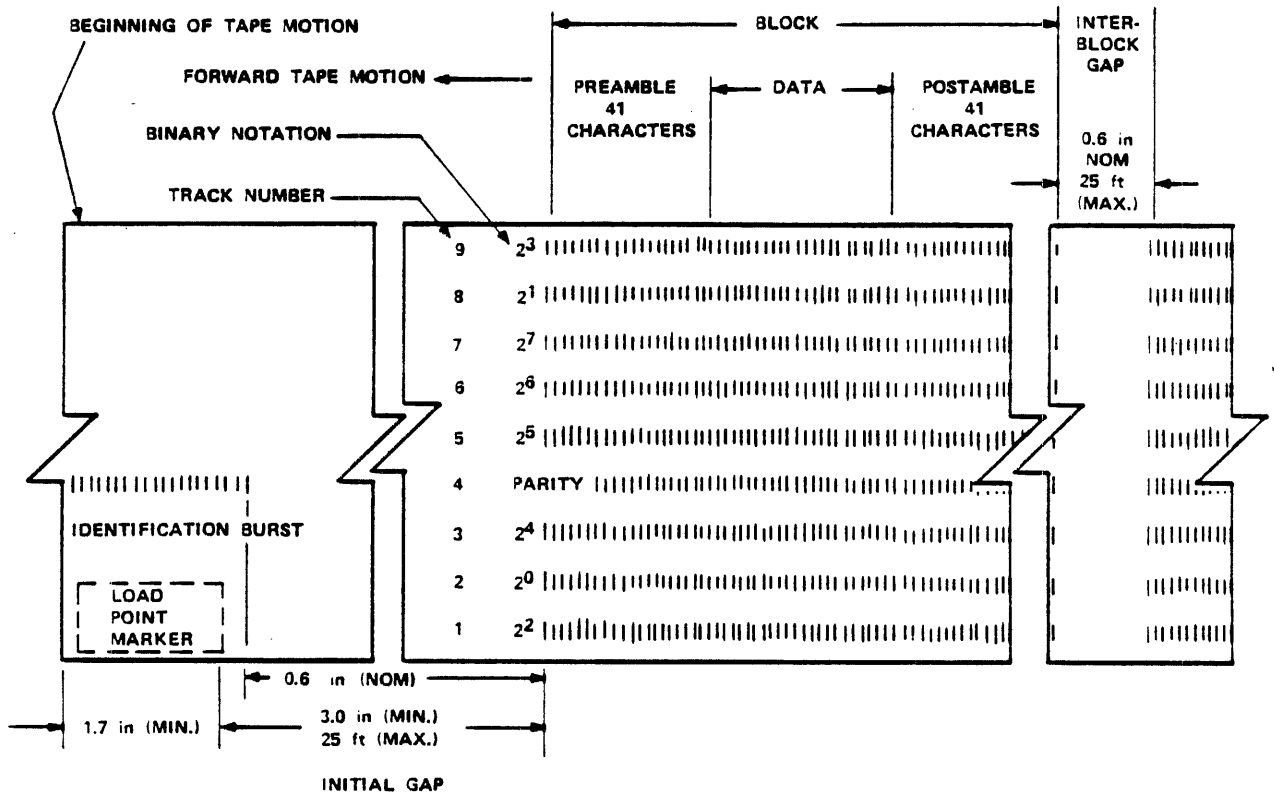 BEGINNING OF TAPE MOTION
BLOCK
INTER-
BLOCK
GAP
FORWARD TAPE MOTION
PREAMBLE
41
CHARACTERS
DATA
POSTAMBLE
41
CHARACTERS
BINARY NOTATION
0.6 in
NOM
25 ft
(MAX.)
TRACK NUMBER
9 2³
8 2¹
7 2⁷
6 2⁶
5 2⁵
4 PARITY
3 2⁴
2 2⁰
1 2²
IDENTIFICATION BURST
LOAD
POINT
MARKER
0.6 in (NOM)
1.7 in (MIN.)
3.0 in (MIN.)
25 ft (MAX.)
INITIAL GAP